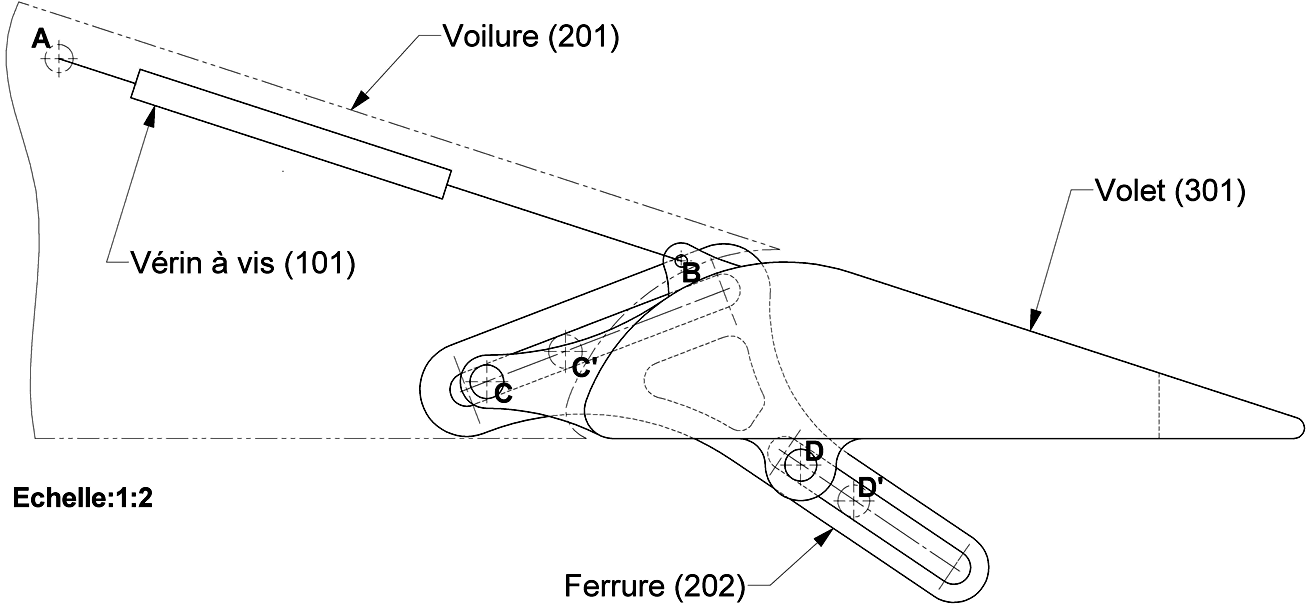 A
Voilure (201)
Volet (301)
Vérin à vis (101)
B
C'
C
D
D'
Echelle:1:2
Ferrure (202)